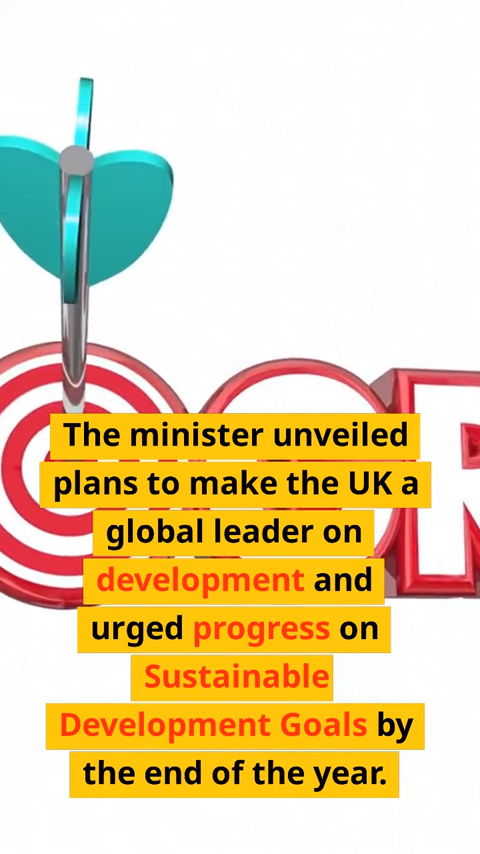 The minister unveiled
plans to make the UK a
global leader on
development and
urged progress on
Sustainable
Development Goals by
the end of the year.